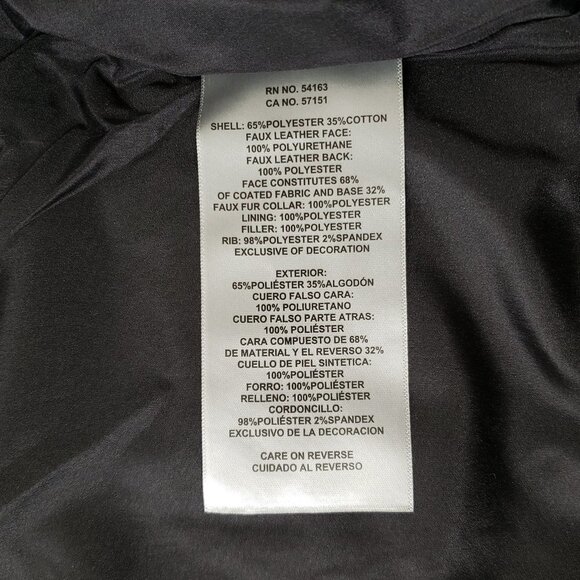 RN NO. 54163
CA NO. 57151
SHELL: 65%POLYESTER 35%COTTON
FAUX LEATHER FACE:
100% POLYURETHANE
FAUX LEATHER BACK:
100% POLYESTER
FACE CONSTITUTES 68%
OF COATED FABRIC AND BASE 32%
FAUX FUR COLLAR: 100%POLYESTER
LINING: 100%POLYESTER
FILLER: 100%POLYESTER
RIB: 98%POLYESTER 2%SPANDEX
EXCLUSIVE OF DECORATION
EXTERIOR:
65%POLIÉSTER 35%ALGODÓN
CUERO FALSO CARA:
100% POLIURETANO
CUERO FALSO PARTE ATRAS:
100% POLIÉSTER
CARA COMPUESTO DE 68%
DE MATERIAL Y EL REVERSO 32%
CUELLO DE PIEL SINTETICA:
100%POLIÉSTER
FORRO: 100%POLIÉSTER
RELLENO: 100%POLIÉSTER
CORDONCILLO:
98%POLIÉSTER 2%SPANDEX
EXCLUSIVO DE LA DECORACION
CARE ON REVERSE
CUIDADO AL REVERSO